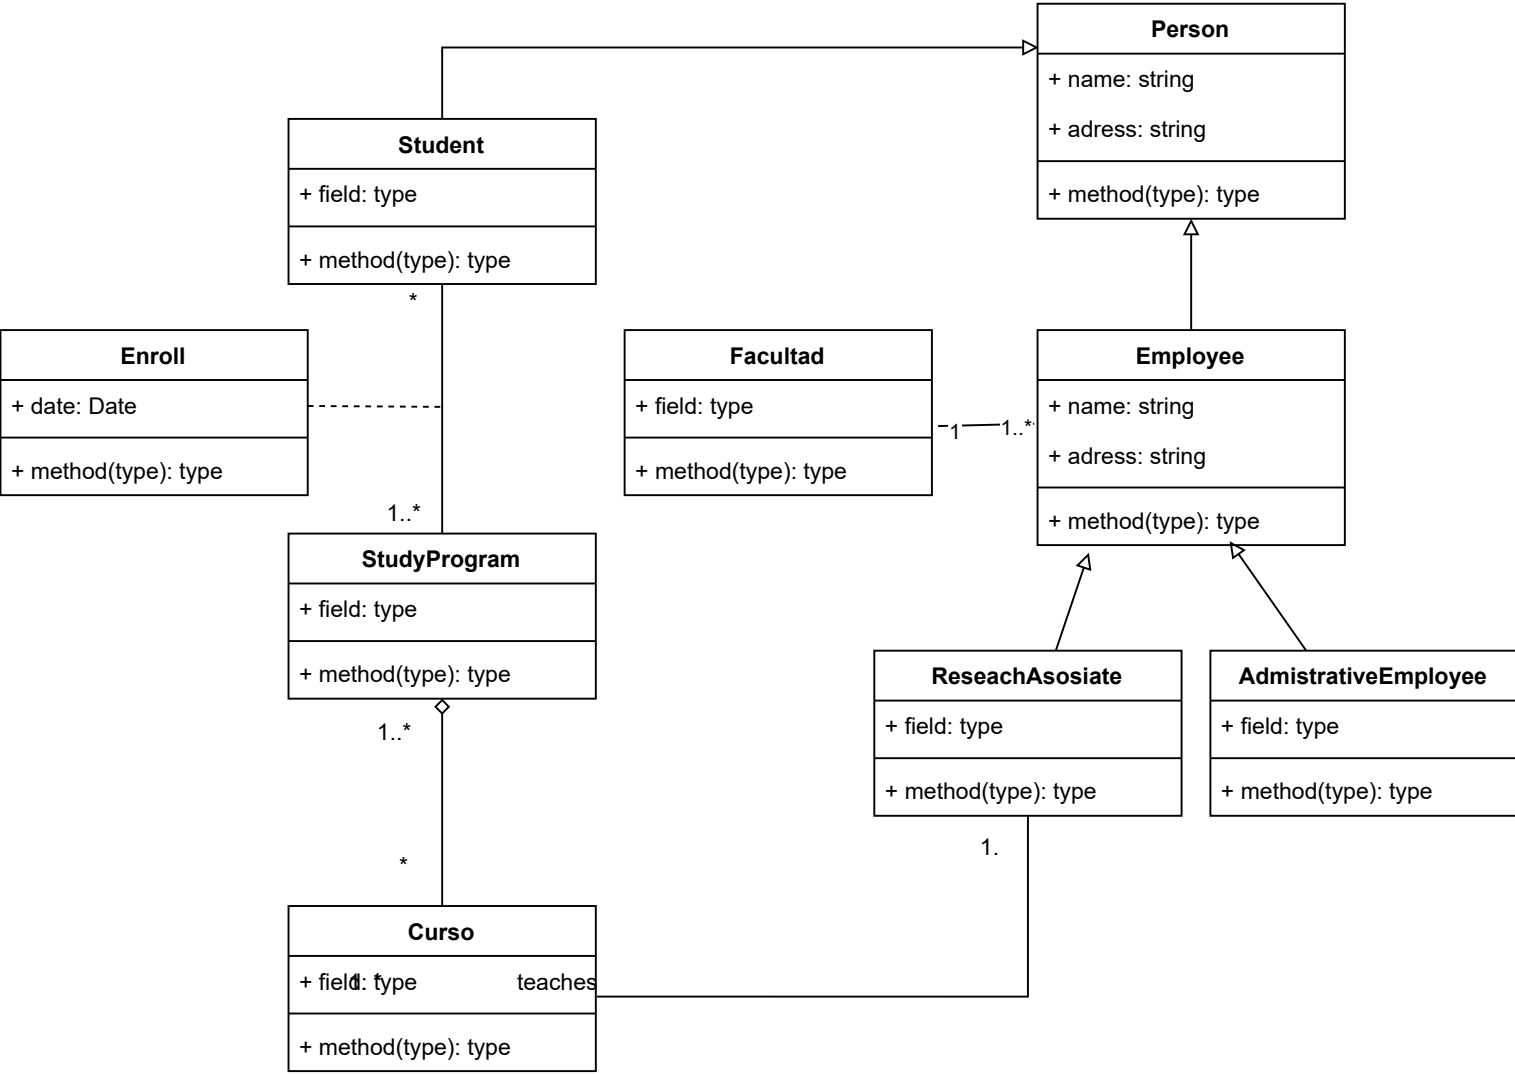 Person
+ name: string
+ adress: string
+ method(type): type
Student
+ field: type
+ method(type): type
*
Enroll
+ date: Date
+ method(type): type
Facultad
+ field: type
+ method(type): type
1
1..*
Employee
+ name: string
+ adress: string
+ method(type): type
1..*
StudyProgram
+ field: type
+ method(type): type
1..*
*
ReseachAsosiate
+ field: type
+ method(type): type
1.
AdmistrativeEmployee
+ field: type
+ method(type): type
Curso
+ field: type
teaches
+ method(type): type